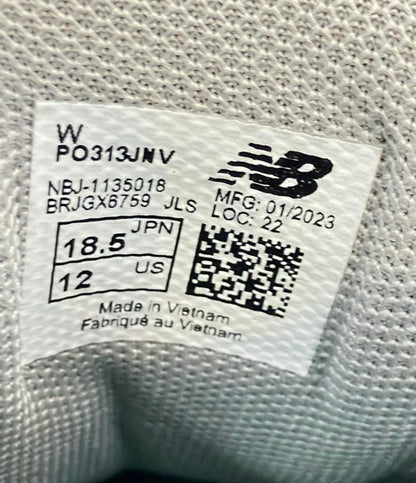 W
PO313JNV
NB
NBJ-1135018
BRJGX6759 JLS
MFG: 01/2023
LOC: 22
18.5 JPN
12 US
Made in Vietnam
Fabriqué au Vietnam